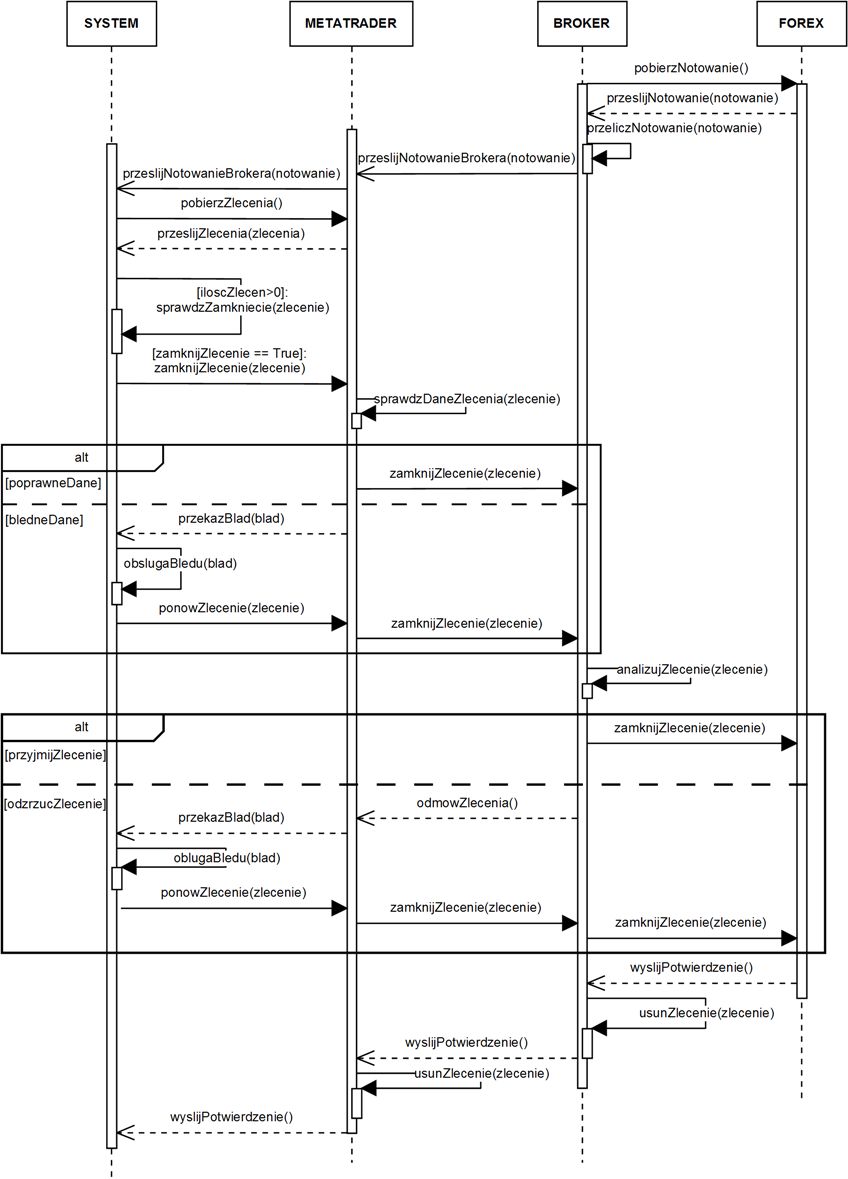 SYSTEM
METATRADER
BROKER
FOREX
pobierzNotowanie()
przeslijNotowanie(notowanie)
przeliczNotowanie(notowanie)
przeslijNotowanieBrokera(notowanie)
przeslijNotowanieBrokera(notowanie)
pobierzZlecenia()
przeslijZlecenia(zlecenia)
[iloscZlecen>0]:
sprawdzZamkniecie(zlecenie)
[zamknijZlecenie == True]:
zamknijZlecenie(zlecenie)
sprawdzDaneZlecenia(zlecenie)
alt
[poprawneDane]
zamknijZlecenie(zlecenie)
[bledneDane]
przekazBlad(blad)
obslugaBledu(blad)
ponowZlecenie(zlecenie)
zamknijZlecenie(zlecenie)
analizujZlecenie(zlecenie)
alt
zamknijZlecenie(zlecenie)
[przyjmijZlecenie]
[odzrzucZlecenie]
odmowZlecenia()
przekazBlad(blad)
oblugaBledu(blad)
ponowZlecenie(zlecenie)
zamknijZlecenie(zlecenie)
zamknijZlecenie(zlecenie)
wyslijPotwierdzenie()
usunZlecenie(zlecenie)
wyslijPotwierdzenie()
usunZlecenie(zlecenie)
wyslijPotwierdzenie()